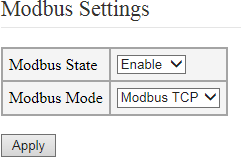 Modbus Settings
Modbus State Enable
Modbus Mode Modbus TCP
Apply